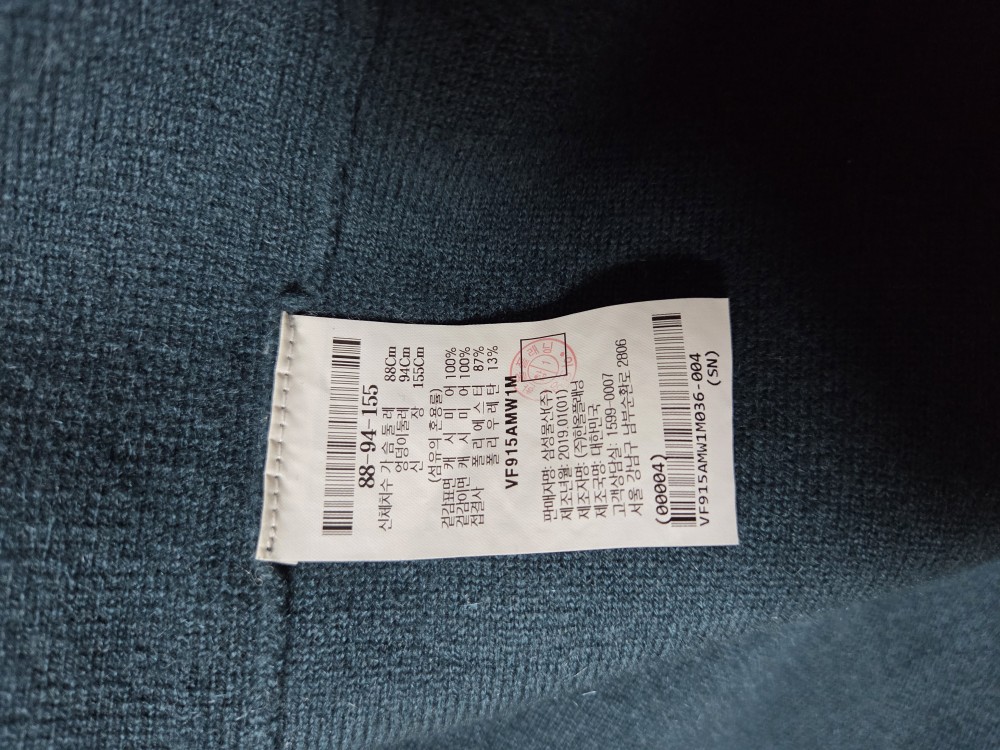 88-94-155
신체치수 가슴둘레 88Cm
엉덩이둘레 94Cm
신 장 155Cm
(섬유의 혼용률)
겉감표면 캐 시 미 어 100%
겉감이면 캐 시 미 어 100%
접결사 폴 리 에 스 터 87%
폴 리 우 레 탄 13%
VF915AMW1M
판매자명: 삼성물산(주)
제조년월: 2019.01(01)
제조자명: (주)한올플래닝
제조국명: 대한민국
고객상담실: 1599-0007
서울 강남구 남부순환로 2806
(00004)
VF915AMW1M036-004
(SN)